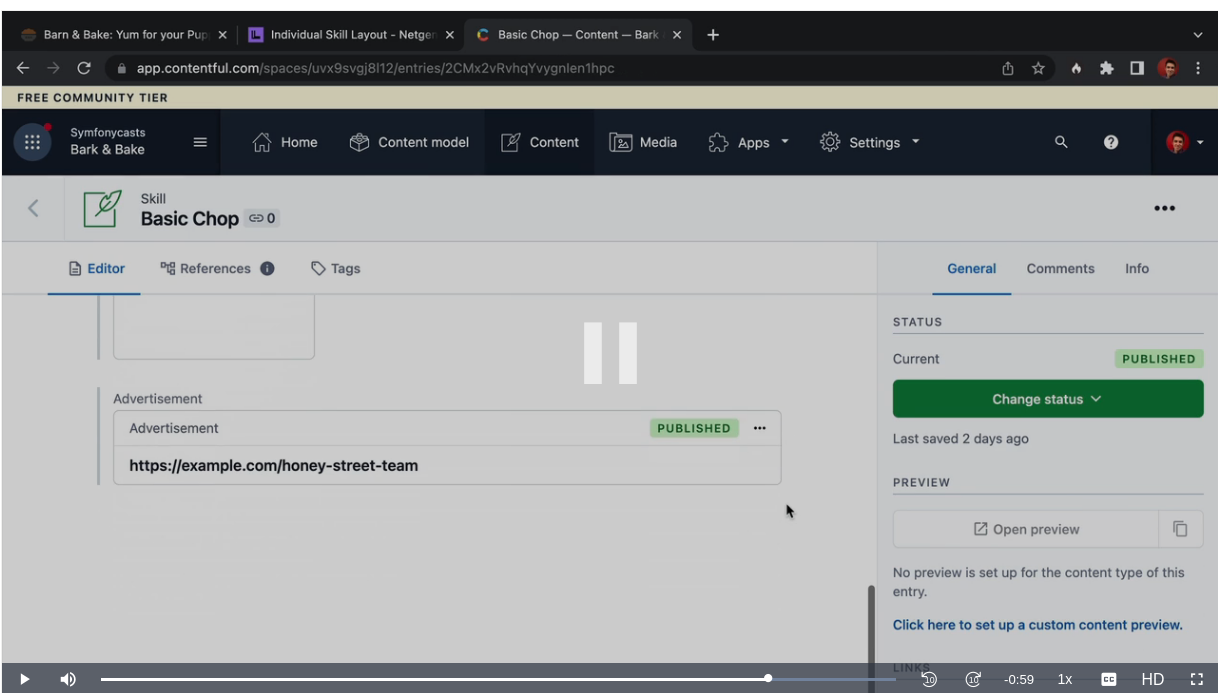 Barn & Bake: Yum for your Pup
Individual Skill Layout - Netgen
Basic Chop — Content — Bark
app.contentful.com/spaces/uvx9svgj8l12/entries/2CMx2vRvhqYvygnlen1hpc
FREE COMMUNITY TIER
Symfonycasts
Bark & Bake
Home
Content model
Content
Media
Apps
Settings
Skill
Basic Chop
0
Editor
References
Tags
General
Comments
Info
STATUS
Current
PUBLISHED
Change status
Last saved 2 days ago
Advertisement
Advertisement
PUBLISHED
https://example.com/honey-street-team
PREVIEW
Open preview
No preview is set up for the content type of this
entry.
Click here to set up a custom content preview.
LINKS
10
10
-0:59
1x
CC
HD